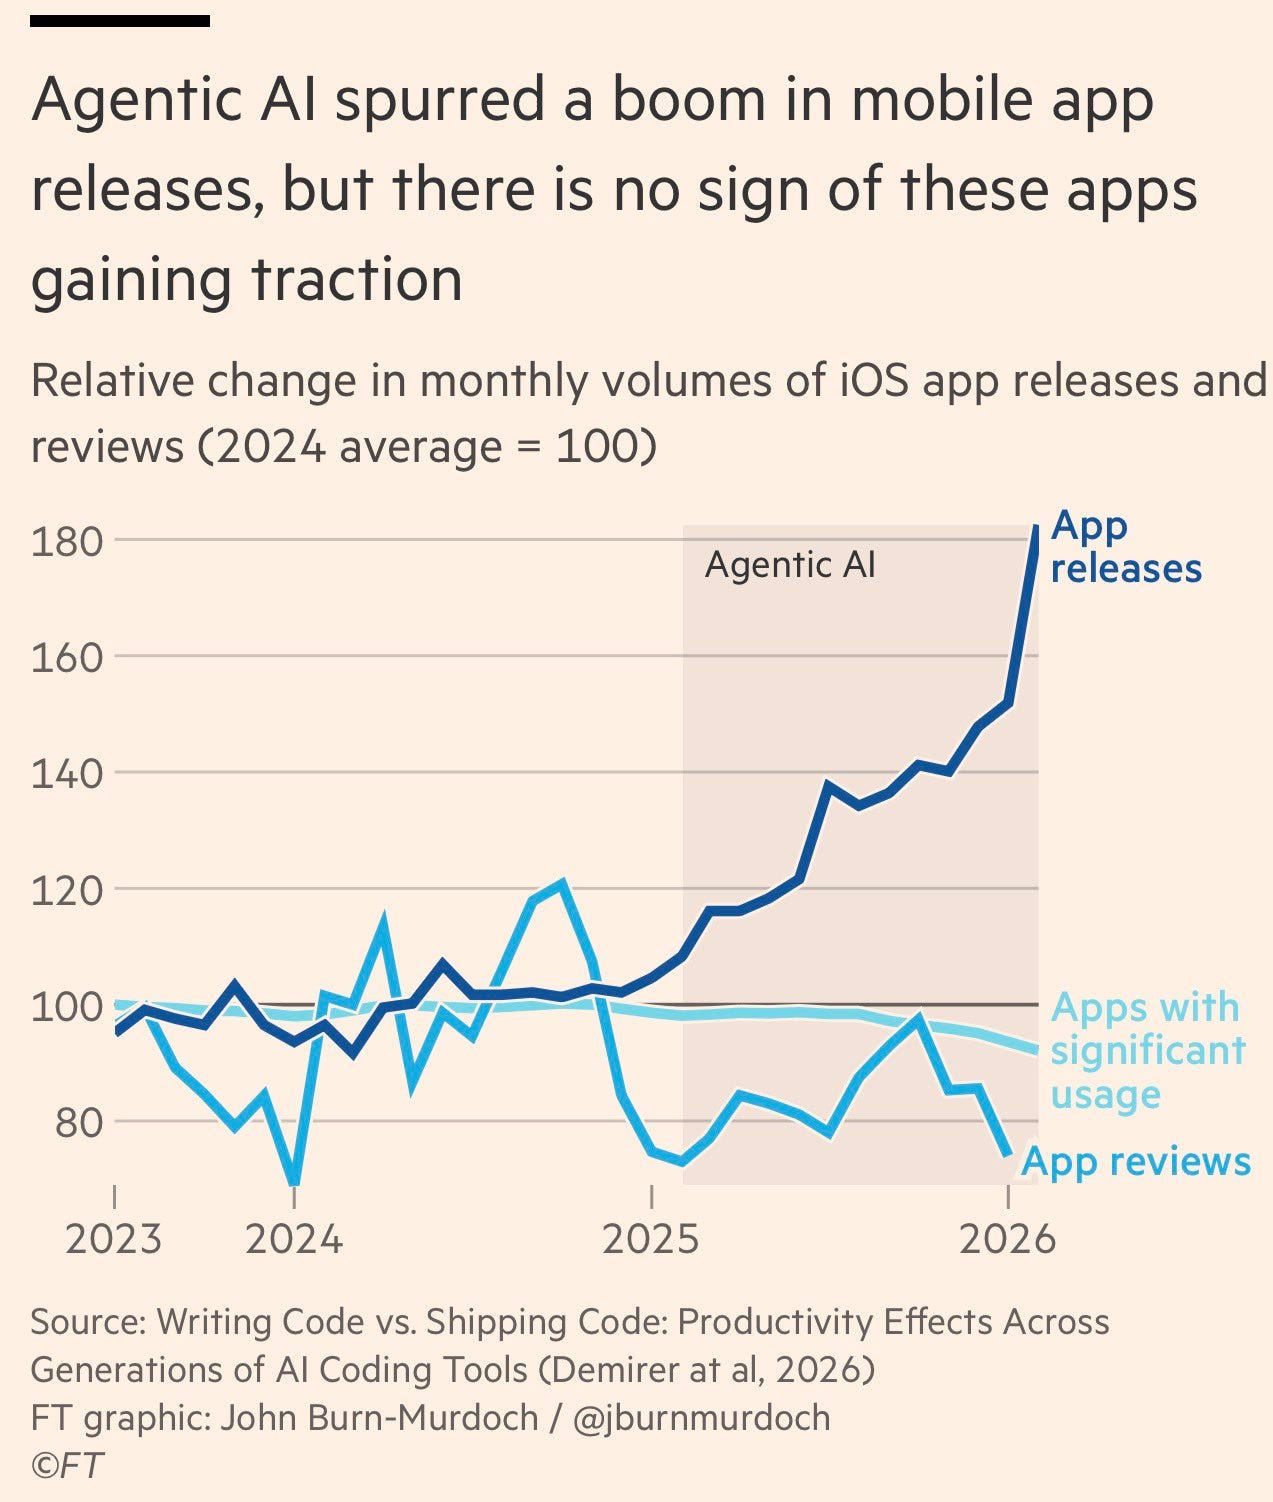 Agentic AI spurred a boom in mobile app
releases, but there is no sign of these apps
gaining traction
Relative change in monthly volumes of iOS app releases and
reviews (2024 average = 100)
180
160
140
120
100
80
Agentic AI
App
releases
Apps with
significant
usage
App reviews
2023
2024
2025
2026
Source: Writing Code vs. Shipping Code: Productivity Effects Across
Generations of AI Coding Tools (Demirer at al, 2026)
FT graphic: John Burn-Murdoch / @jburnmurdoch
©FT